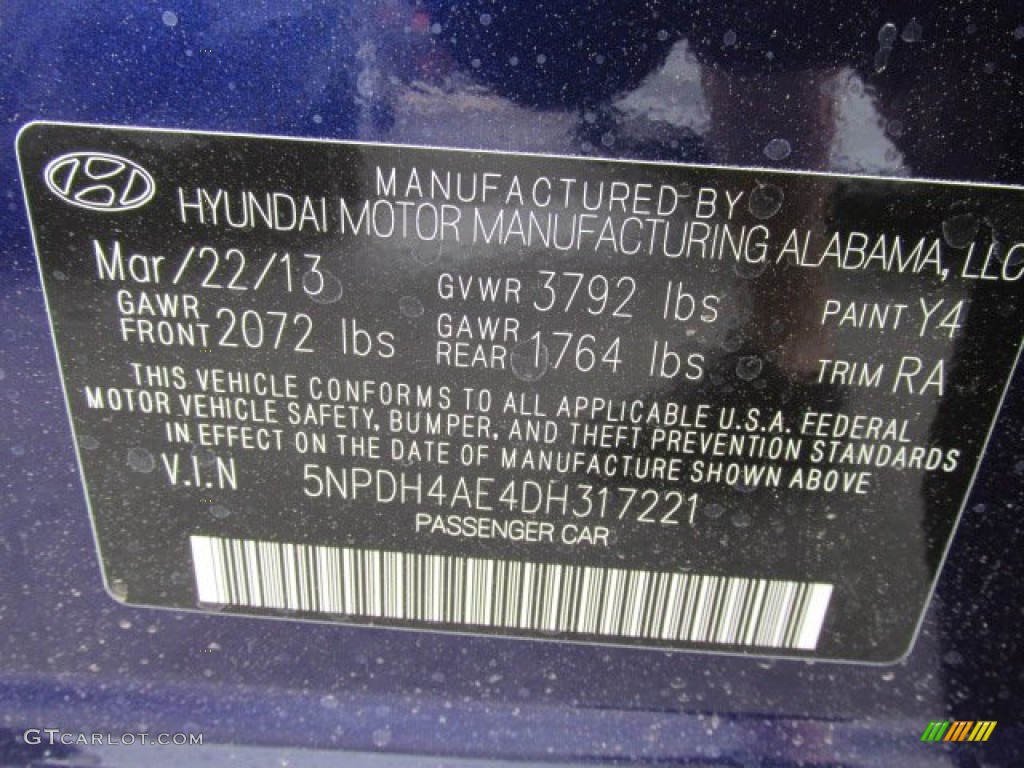 MANUFACTURED BY
HYUNDAI MOTOR MANUFACTURING ALABAMA, LLC
Mar/22/13 GVWR 3792 lbs PAINT Y4
GAWR FRONT 2072 lbs GAWR REAR 1764 lbs TRIM RA
THIS VEHICLE CONFORMS TO ALL APPLICABLE U.S.A. FEDERAL
MOTOR VEHICLE SAFETY, BUMPER, AND THEFT PREVENTION STANDARDS
IN EFFECT ON THE DATE OF MANUFACTURE SHOWN ABOVE
V.I.N 5NPDH4AE4DH317221
PASSENGER CAR
GTCARLOT.COM